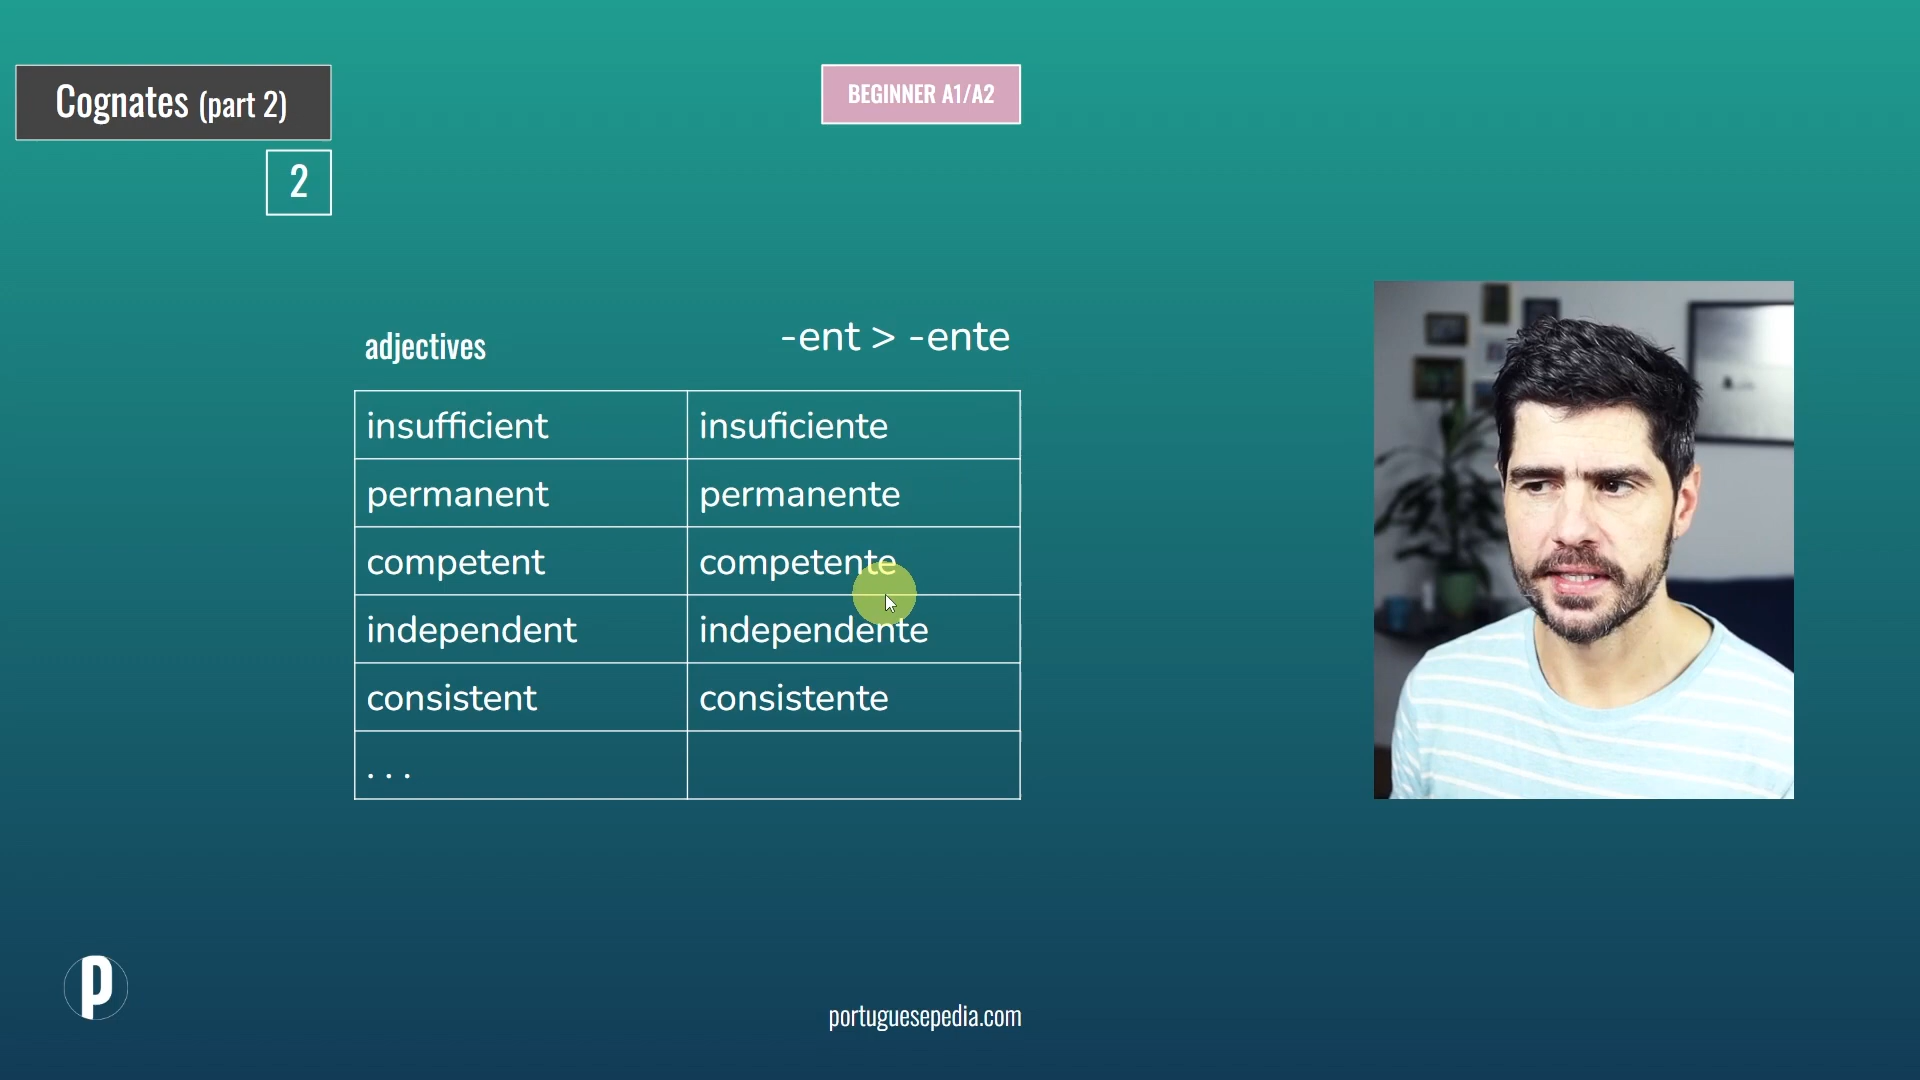 Cognates (part 2)
BEGINNER A1/A2
2
adjectives
-ent > -ente
insufficient insuficiente
permanent permanente
competent competente
independent independente
consistent consistente
. . .
p
portuguesepedia.com